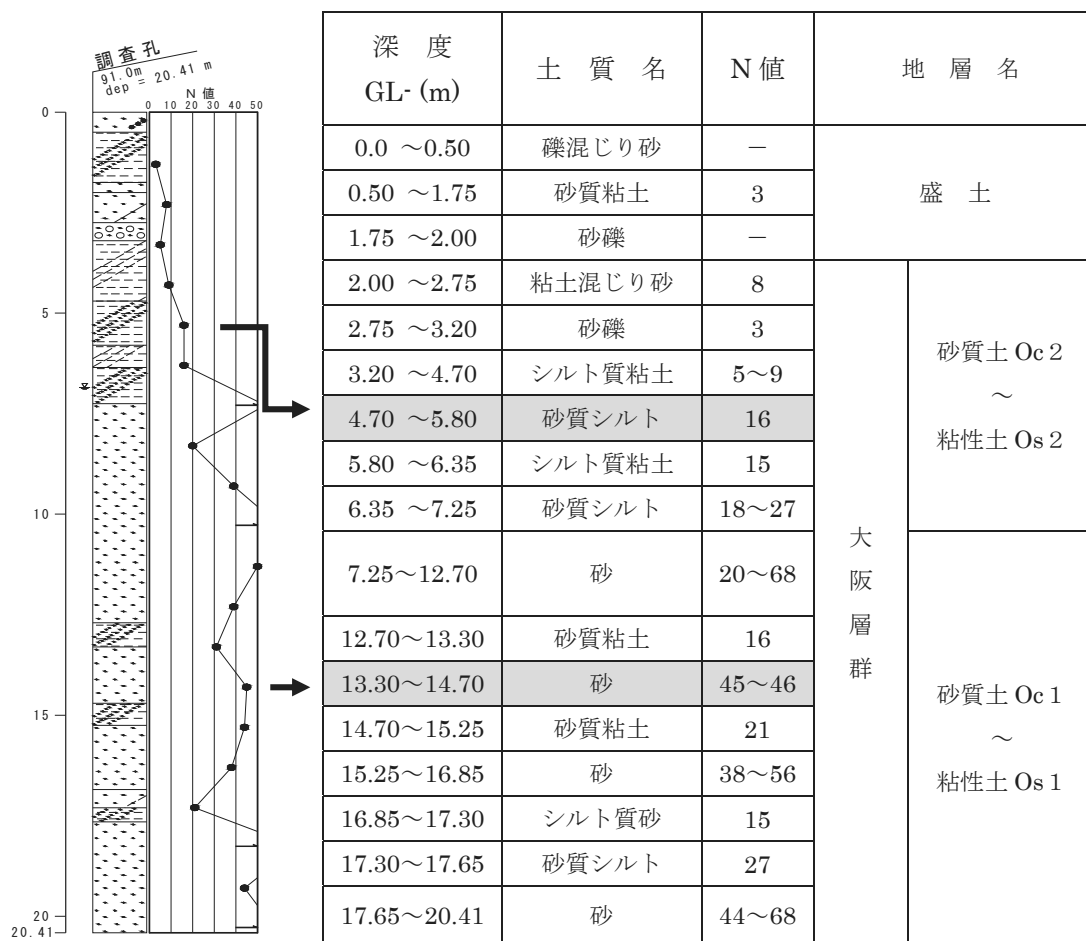 調査孔
91.0m
dep = 20.41 m
N 値
0 10 20 30 40 50
0
5
10
15
20
20.41
深 度
GL- (m)
土 質 名
N 値
地 層 名
0.0 ～0.50 礫混じり砂 －
0.50 ～1.75 砂質粘土 3
1.75 ～2.00 砂礫 －
盛 土
2.00 ～2.75 粘土混じり砂 8
2.75 ～3.20 砂礫 3
3.20 ～4.70 シルト質粘土 5～9
4.70 ～5.80 砂質シルト 16
5.80 ～6.35 シルト質粘土 15
6.35 ～7.25 砂質シルト 18～27
7.25～12.70 砂 20～68
12.70～13.30 砂質粘土 16
13.30～14.70 砂 45～46
14.70～15.25 砂質粘土 21
15.25～16.85 砂 38～56
16.85～17.30 シルト質砂 15
17.30～17.65 砂質シルト 27
17.65～20.41 砂 44～68
大
阪
層
群
砂質土 Oc 2
～
粘性土 Os 2
砂質土 Oc 1
～
粘性土 Os 1